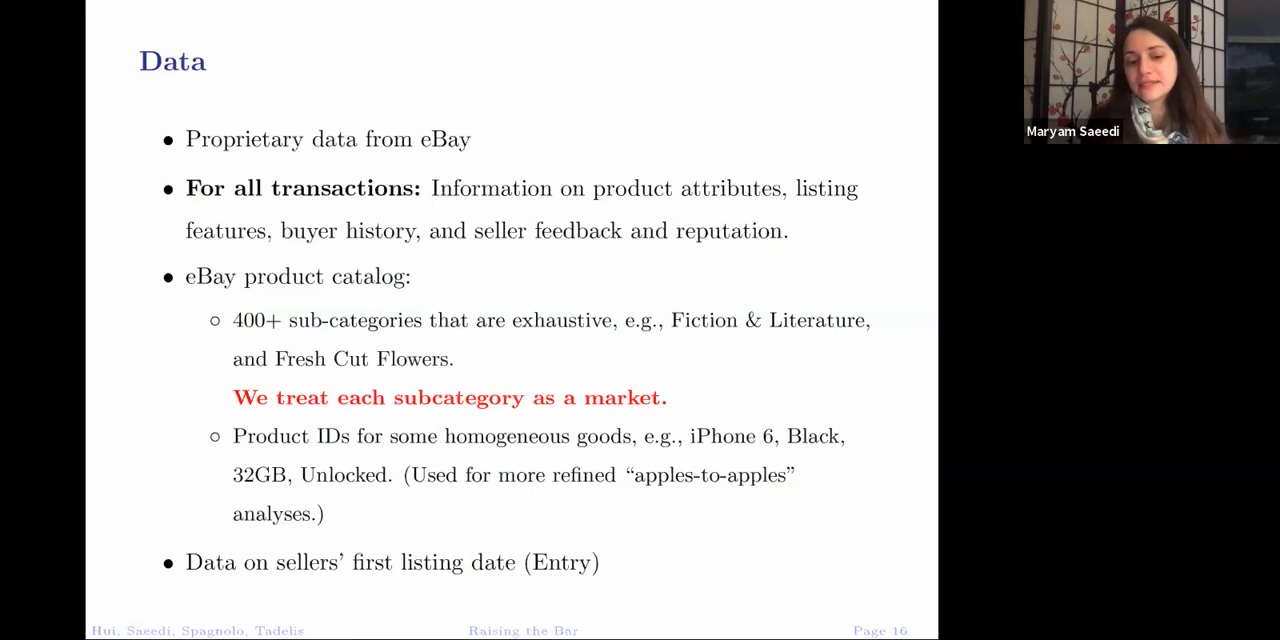 Data
• Proprietary data from eBay
• For all transactions: Information on product attributes, listing
features, buyer history, and seller feedback and reputation.
• eBay product catalog:
○ 400+ sub-categories that are exhaustive, e.g., Fiction & Literature,
and Fresh Cut Flowers.
We treat each subcategory as a market.
○ Product IDs for some homogeneous goods, e.g., iPhone 6, Black,
32GB, Unlocked. (Used for more refined “apples-to-apples”
analyses.)
• Data on sellers’ first listing date (Entry)
Hui, Saeedi, Spagnolo, Tadelis Raising the Bar Page 16
Maryam Saeedi